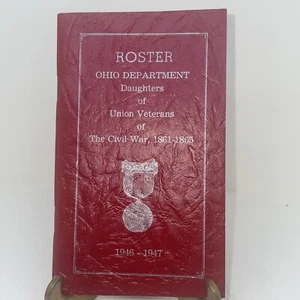 ROSTER
OHIO DEPARTMENT
Daughters
of
Union Veterans
of
The Civil War, 1861-1865
1946 - 1947